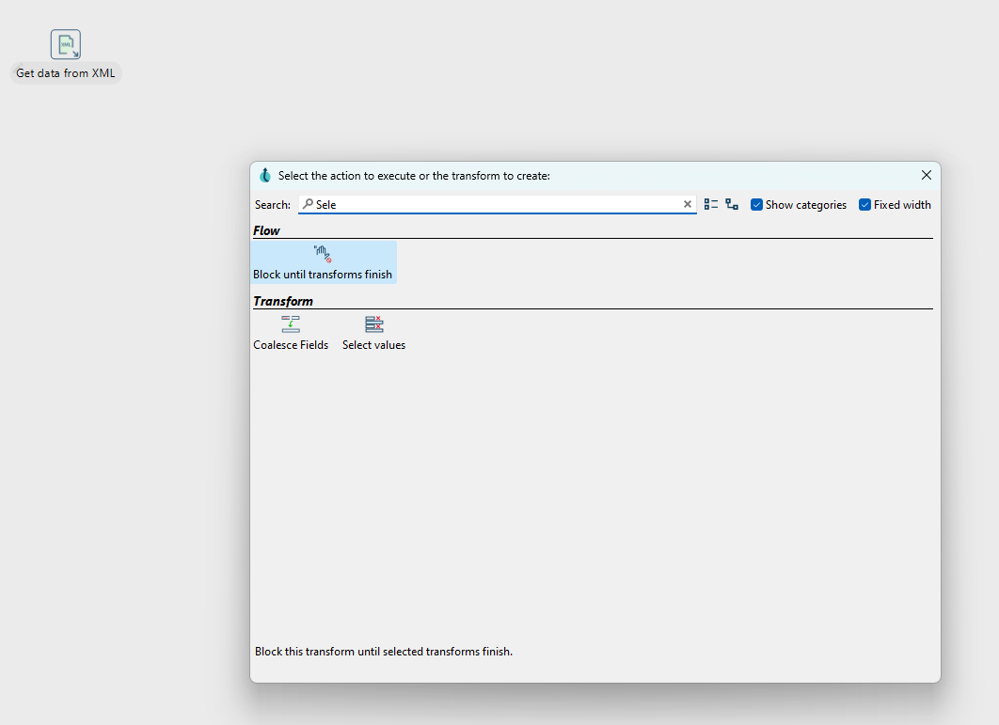 XML
Get data from XML
Select the action to execute or the transform to create:
Search: Sele Show categories Fixed width
Flow
Block until transforms finish
Transform
Coalesce Fields Select values
Block this transform until selected transforms finish.